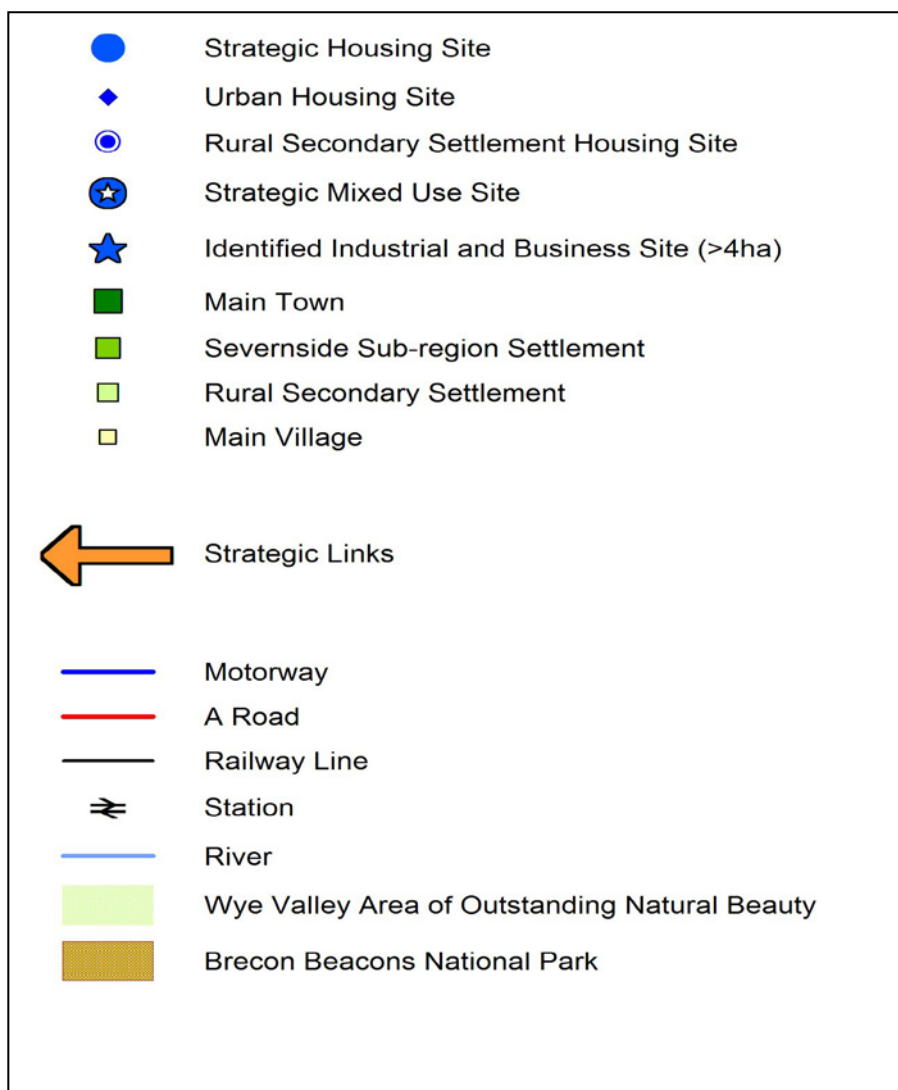 Strategic Housing Site
Urban Housing Site
Rural Secondary Settlement Housing Site
Strategic Mixed Use Site
Identified Industrial and Business Site (>4ha)
Main Town
Severnside Sub-region Settlement
Rural Secondary Settlement
Main Village
Strategic Links
Motorway
A Road
Railway Line
Station
River
Wye Valley Area of Outstanding Natural Beauty
Brecon Beacons National Park